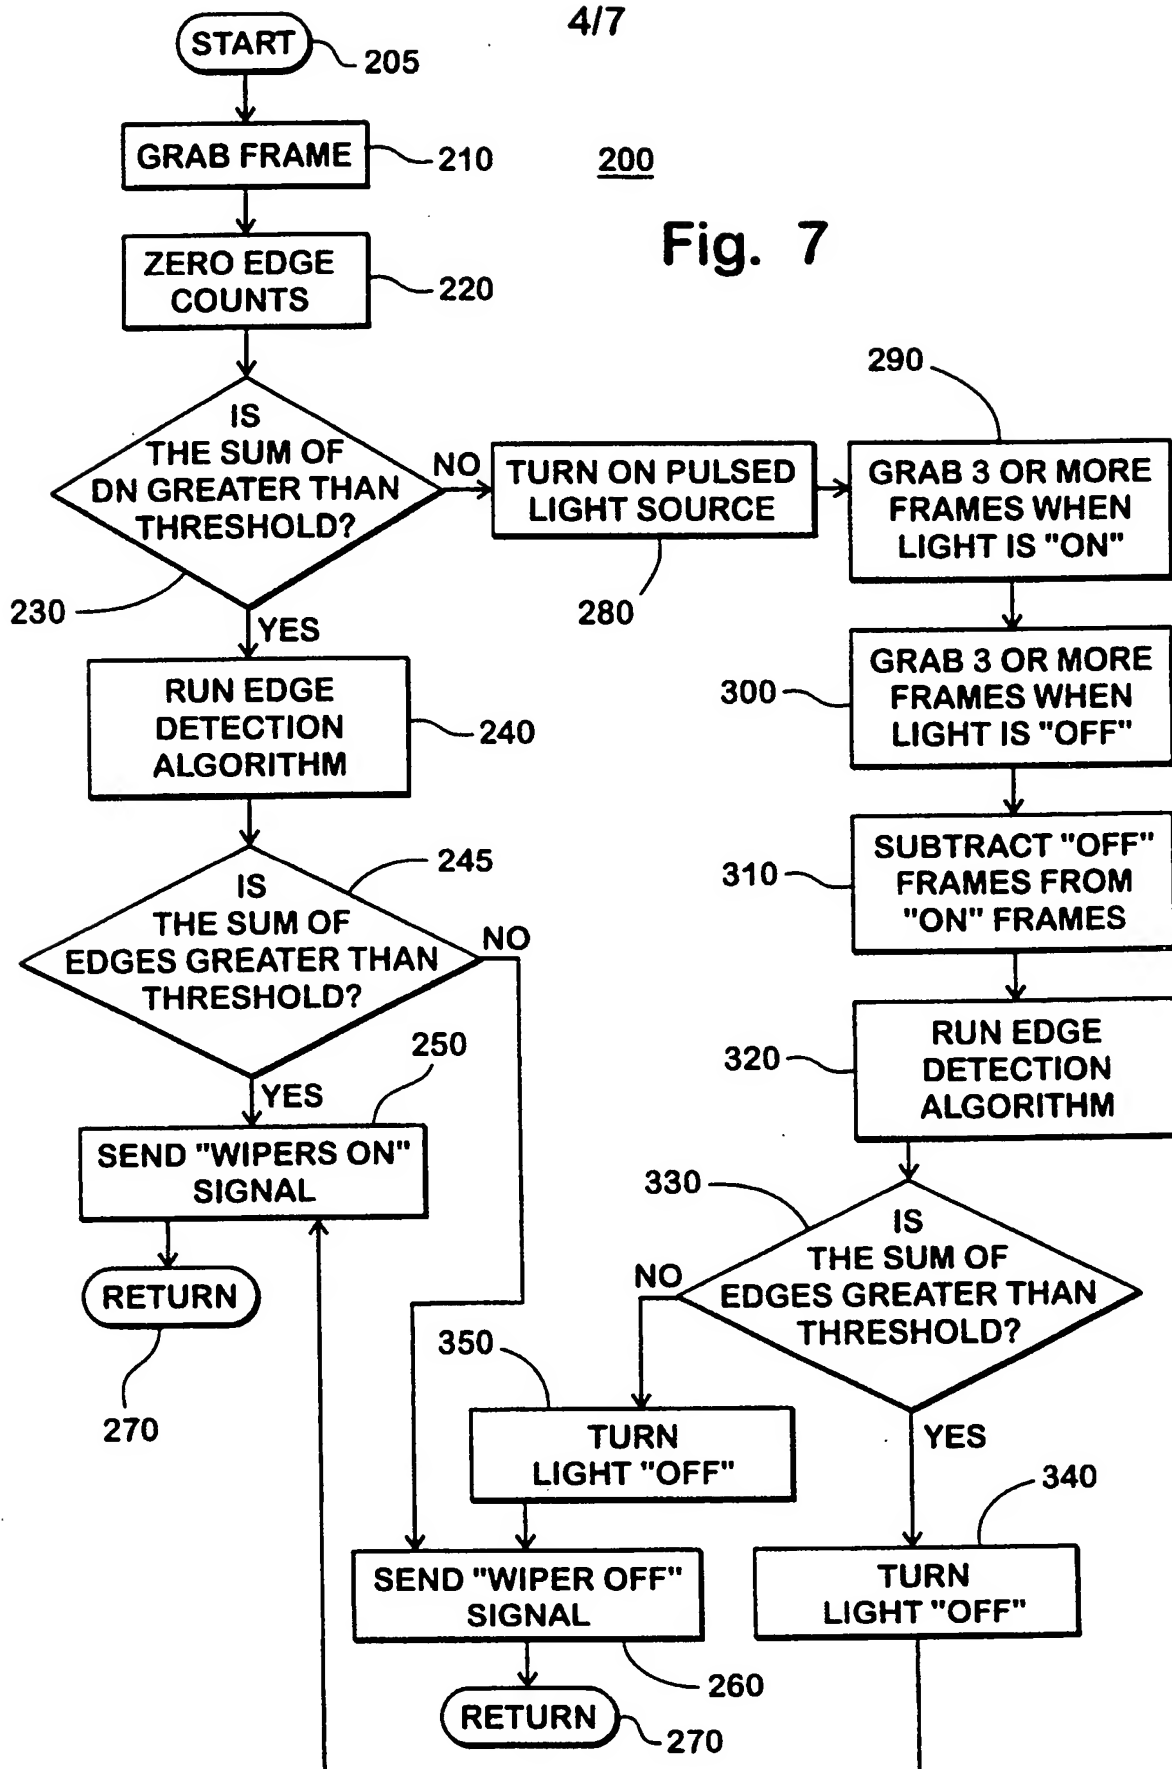 4/7
START
205
GRAB FRAME
210
200
Fig. 7
ZERO EDGE
COUNTS
220
IS
THE SUM OF
DN GREATER THAN
THRESHOLD?
230
NO
YES
TURN ON PULSED
LIGHT SOURCE
280
290
GRAB 3 OR MORE
FRAMES WHEN
LIGHT IS "ON"
GRAB 3 OR MORE
FRAMES WHEN
LIGHT IS "OFF"
300
SUBTRACT "OFF"
FRAMES FROM
"ON" FRAMES
310
RUN EDGE
DETECTION
ALGORITHM
320
RUN EDGE
DETECTION
ALGORITHM
240
245
IS
THE SUM OF
EDGES GREATER THAN
THRESHOLD?
NO
YES
250
SEND "WIPERS ON"
SIGNAL
RETURN
270
330
IS
THE SUM OF
EDGES GREATER THAN
THRESHOLD?
NO
YES
350
TURN
LIGHT "OFF"
340
TURN
LIGHT "OFF"
SEND "WIPER OFF"
SIGNAL
260
RETURN
270